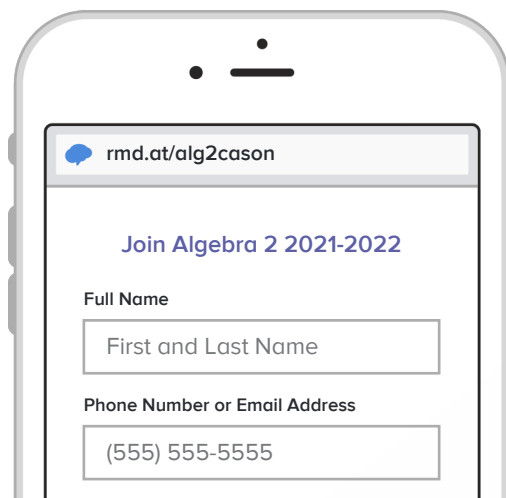 rmd.at/alg2cason
Join Algebra 2 2021-2022
Full Name
First and Last Name
Phone Number or Email Address
(555) 555-5555